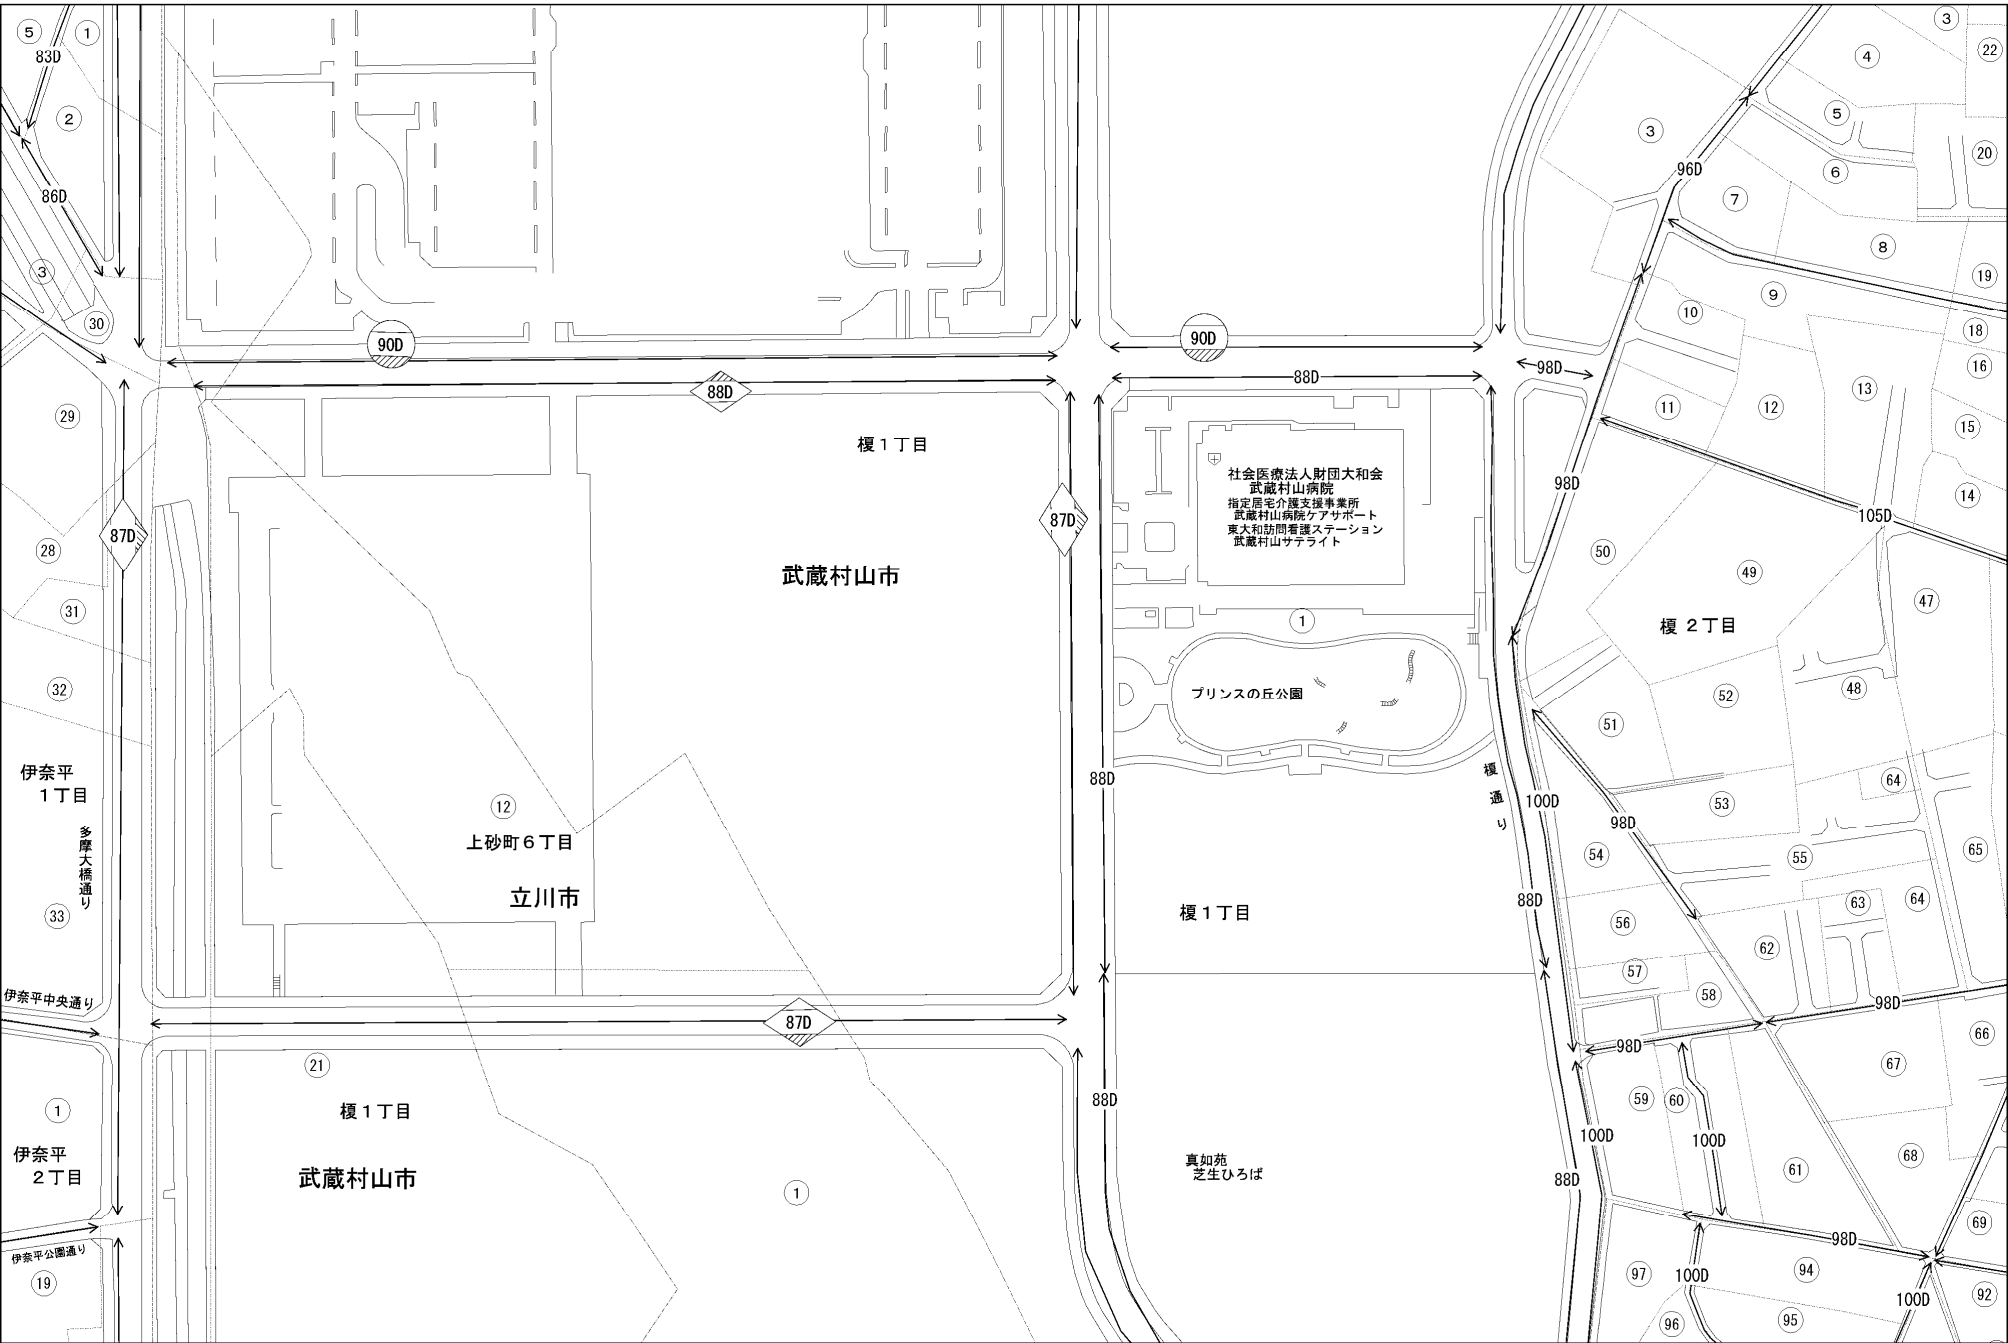 5
1
83D
2
86D
3
30
3
22
4
5
3
20
6
96D
7
8
19
9
10
18
16
90D
90D
98D
88D
88D
29
11
12
13
15
14
榎1丁目
社会医療法人財団大和会
武蔵村山病院
指定居宅介護支援事業所
武蔵村山病院ケアサポート
東大和訪問看護ステーション
武蔵村山サテライト
98D
105D
87D
87D
28
50
49
武蔵村山市
31
47
1
榎 2丁目
32
プリンスの丘公園
52
48
51
伊奈平
1丁目
88D
榎通り
100D
64
53
98D
12
上砂町6丁目
多摩大橋通り
54
55
65
立川市
33
榎1丁目
88D
56
63
64
62
57
58
伊奈平中央通り
98D
87D
66
98D
21
67
榎1丁目
1
88D
59
60
100D
100D
伊奈平
2丁目
武蔵村山市
真如苑
芝生ひろば
88D
61
68
1
69
伊奈平公園通り
98D
19
97
100D
94
92
100D
96
95